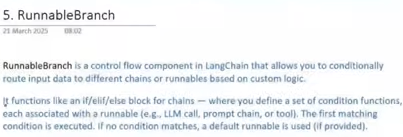 5. RunnableBranch
21 March 2025 08:02
RunnableBranch is a control flow component in LangChain that allows you to conditionally
route input data to different chains or runnables based on custom logic.
It functions like an if/elif/else block for chains — where you define a set of condition functions,
each associated with a runnable (e.g., LLM call, prompt chain, or tool). The first matching
condition is executed. If no condition matches, a default runnable is used (if provided).